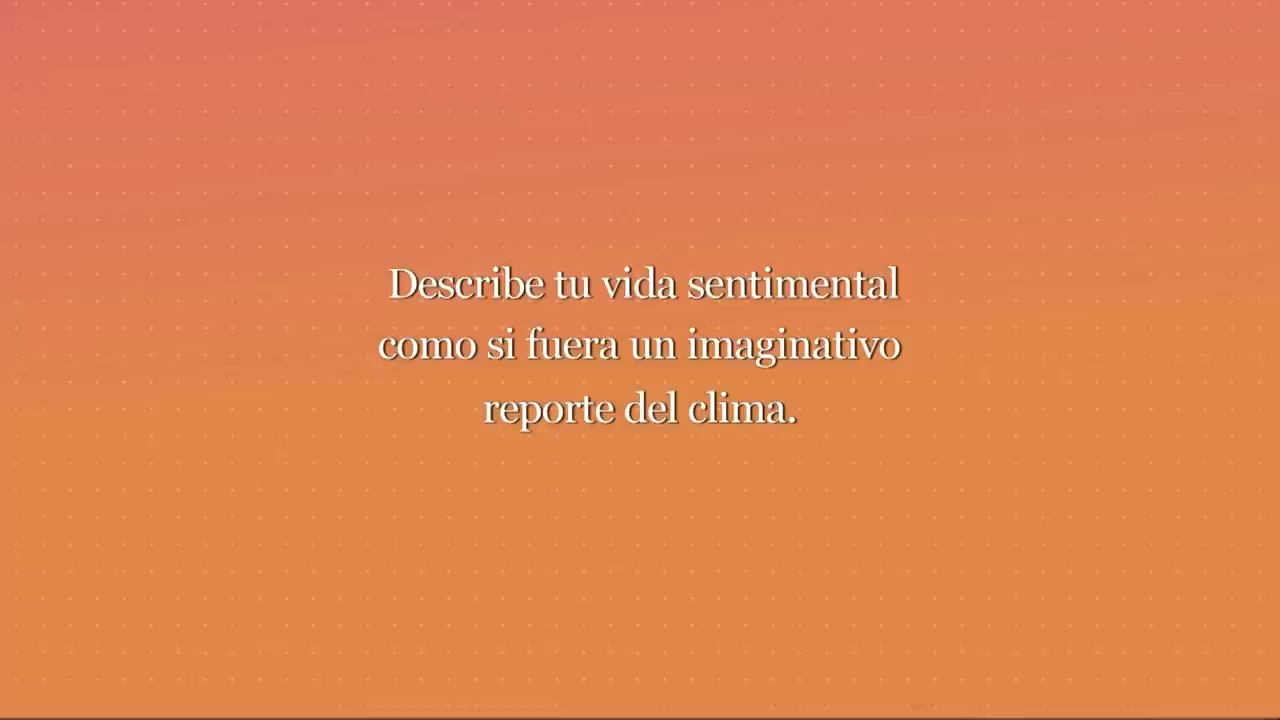 Describe tu vida sentimental
como si fuera un imaginativo
reporte del clima.